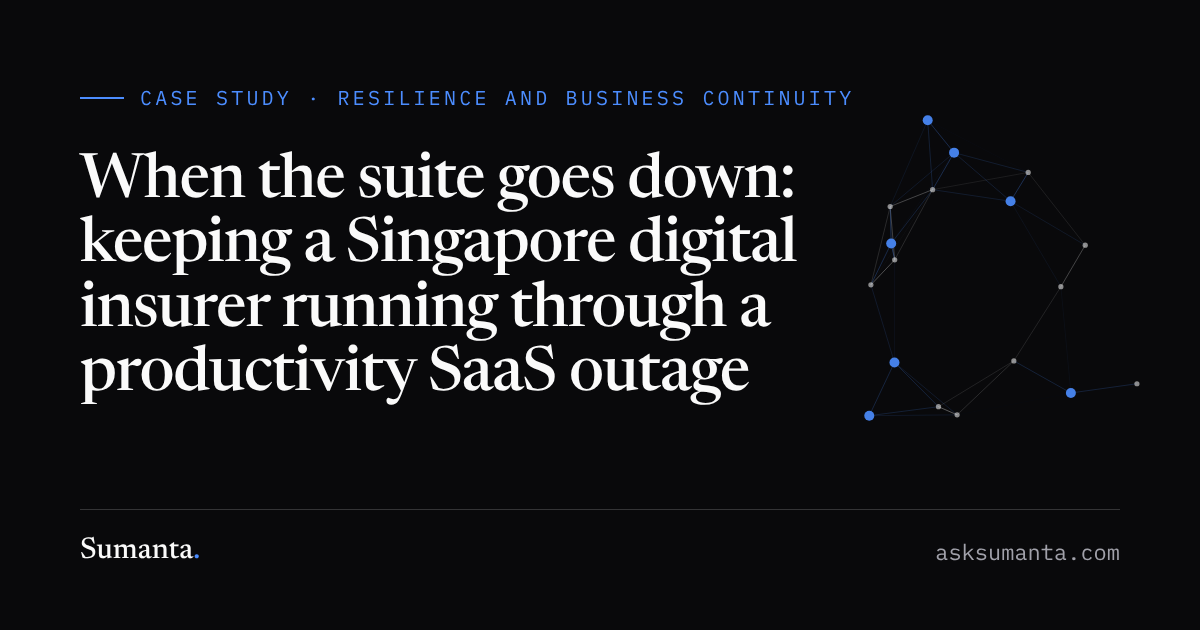 CASE STUDY · RESILIENCE AND BUSINESS CONTINUITY
When the suite goes down:
keeping a Singapore digital
insurer running through a
productivity SaaS outage
Sumanta.
asksumanta.com